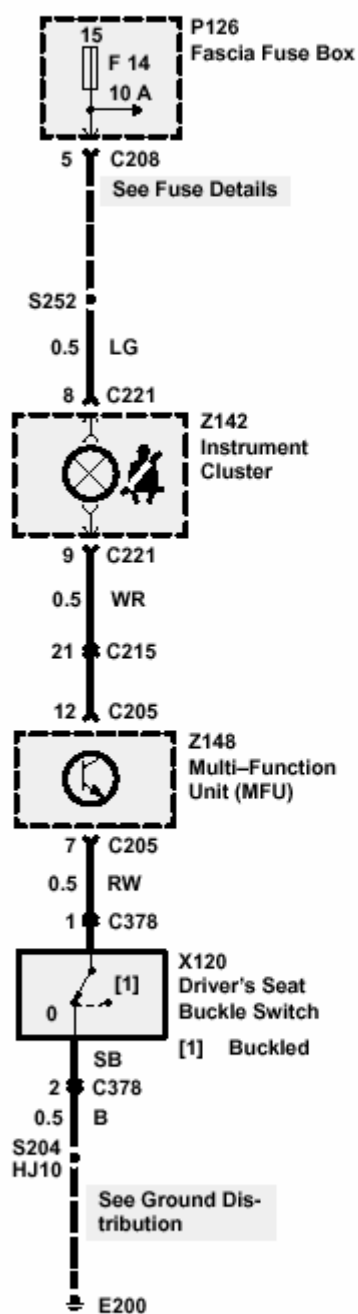 P126
Fascia Fuse Box
15
F 14
10 A
5 C208
See Fuse Details
S252
0.5 LG
8 C221
Z142
Instrument
Cluster
9 C221
0.5 WR
21 C215
12 C205
Z148
Multi–Function
Unit (MFU)
7 C205
0.5 RW
1 C378
X120
Driver's Seat
Buckle Switch
[1]
0
[1] Buckled
SB
2 C378
0.5 B
S204
HJ10
See Ground Dis-
tribution
E200